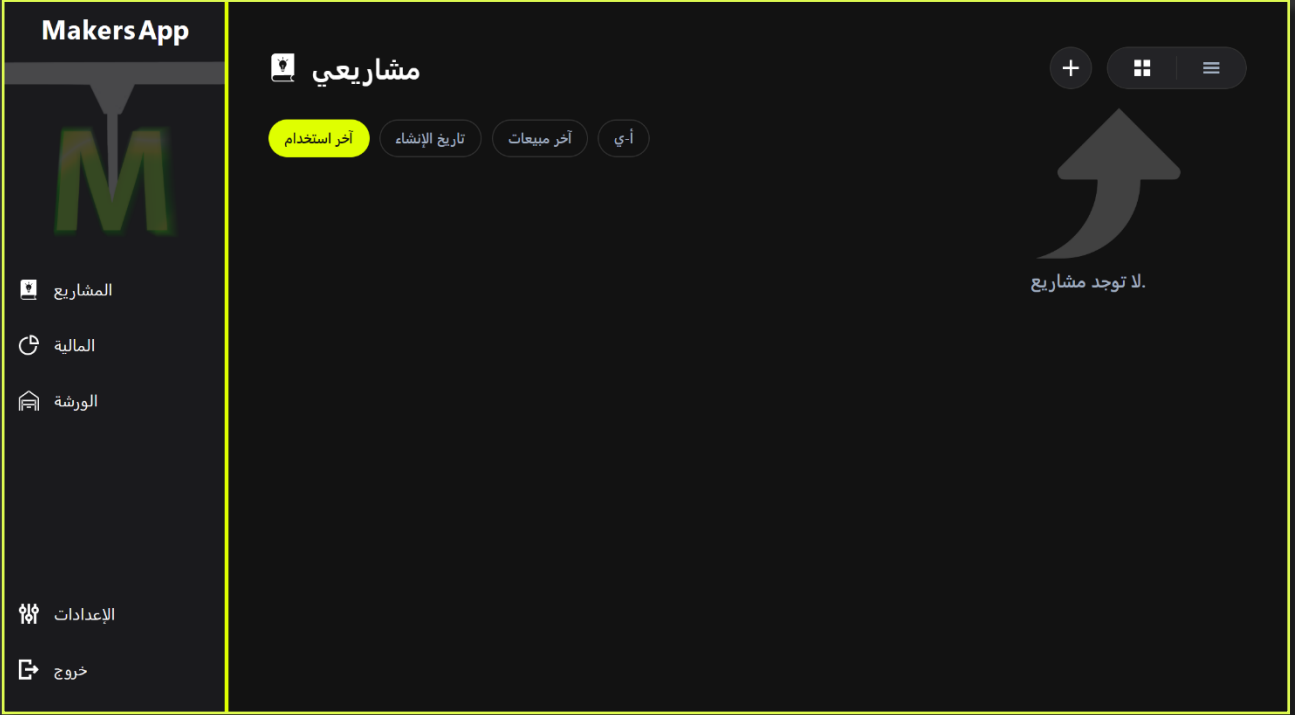 MakersApp
المشاريع
المالية
الورشة
الإعدادات
خروج
مشاريعي
آخر استخدام
تاريخ الإنشاء
آخر مبيعات
أ-ي
لا توجد مشاريع.